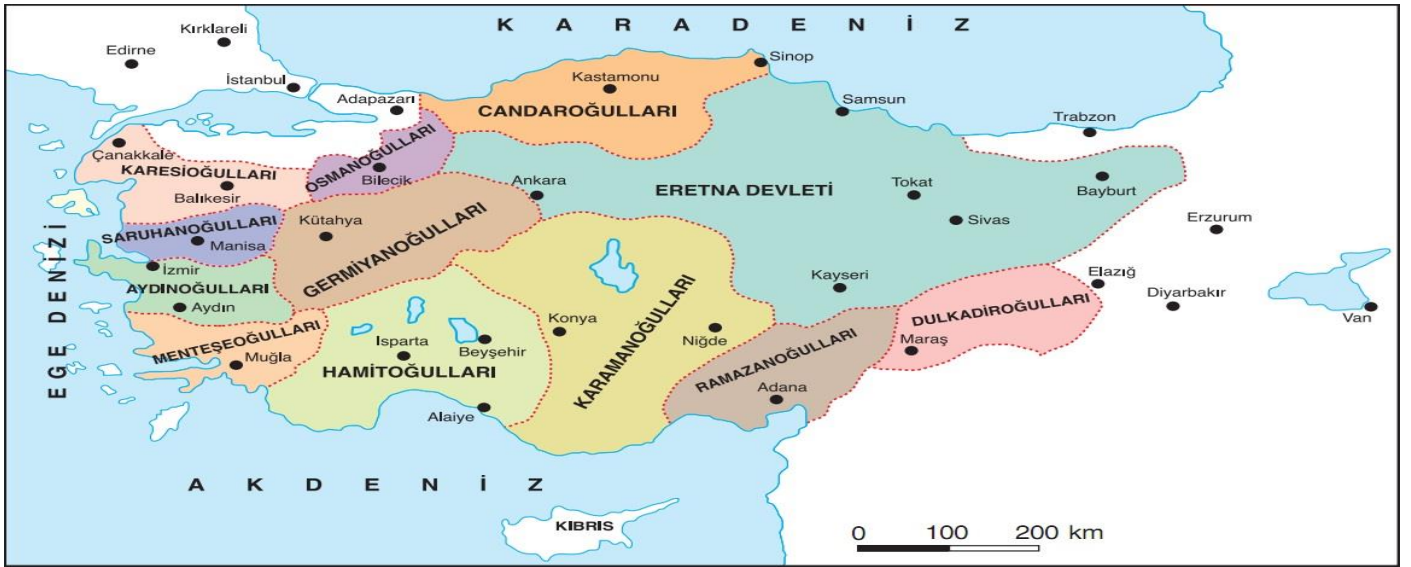 KARADENİZ
Kırklareli
Edirne
İstanbul
Adapazarı
Sinop
Kastamonu
CANDAROĞULLARI
Samsun
Trabzon
Çanakkale
KARESİOĞULLARI
Balıkesir
OSMANOĞULLARI
Bilecik
Ankara
ERETNA DEVLETİ
Tokat
Sivas
Bayburt
Erzurum
SARUHANOĞULLARI
Manisa
Kütahya
GERMİYANOĞULLARI
EGE DENİZİ
İzmir
AYDINOĞULLARI
Aydın
Kayseri
Elazığ
Diyarbakır
Van
MENTEŞEOĞULLARI
Muğla
Isparta
Beyşehir
HAMİTOĞULLARI
Alaiye
Konya
KARAMANOĞULLARI
Niğde
RAMAZANOĞULLARI
Adana
DULKADİROĞULLARI
Maraş
AKDENİZ
KIBRIS
0 100 200 km